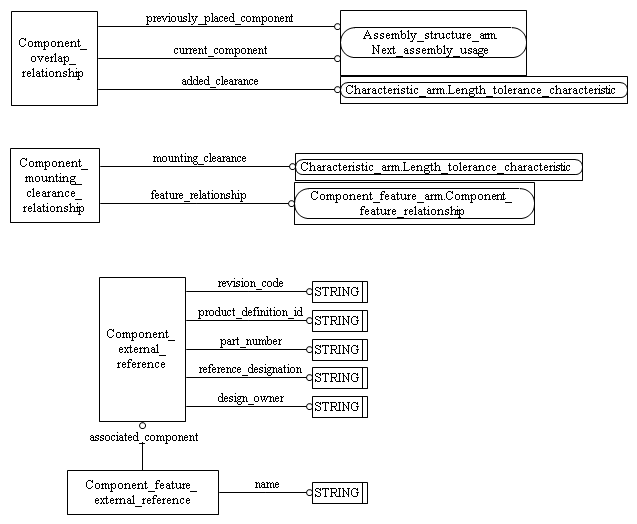 previously_placed_component
Component_
overlap_
relationship
Assembly_structure_arm.
Next_assembly_usage
current_component
added_clearance
Characteristic_arm.Length_tolerance_characteristic
Component_
mounting_
clearance_
relationship
mounting_clearance
Characteristic_arm.Length_tolerance_characteristic
feature_relationship
Component_feature_arm.Component_
feature_relationship
revision_code
STRING
product_definition_id
STRING
Component_
external_
reference
part_number
STRING
reference_designation
STRING
design_owner
STRING
associated_component
Component_feature_
external_reference
name
STRING